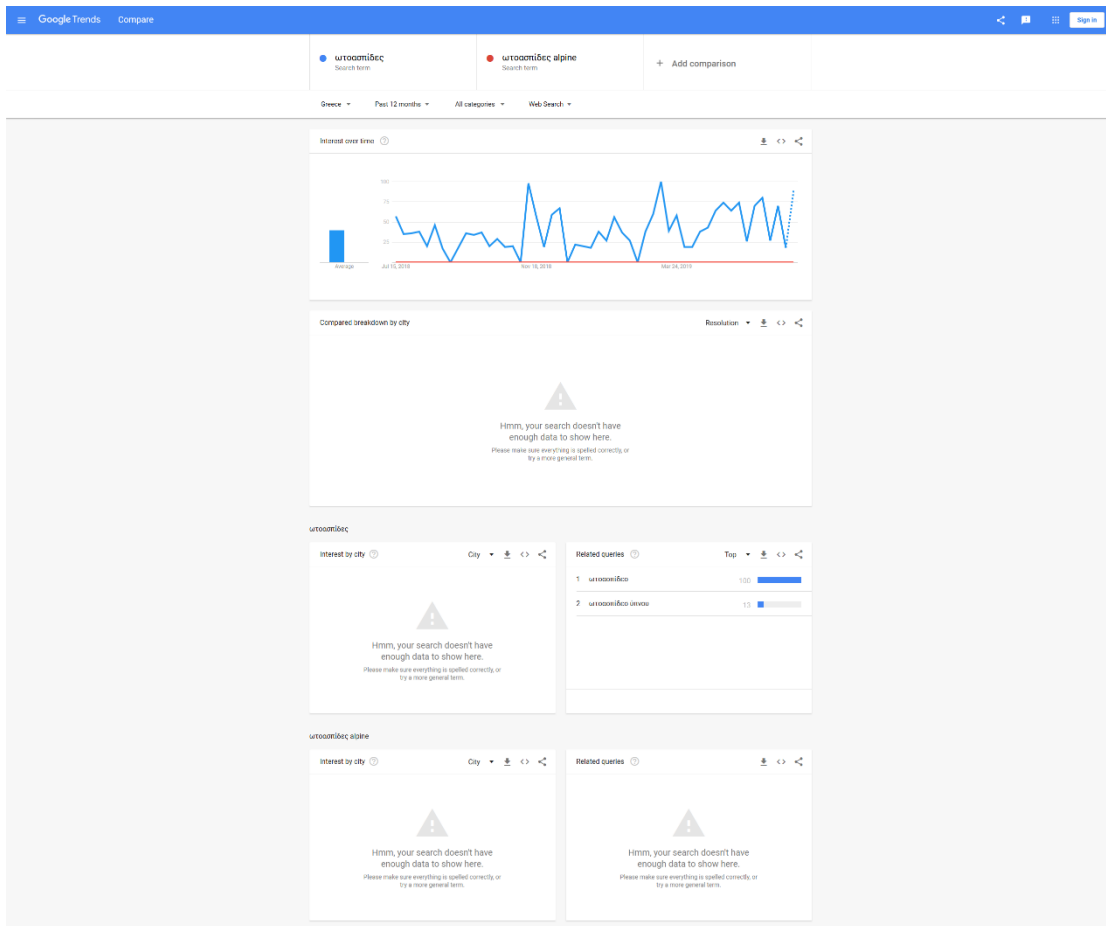 Google Trends Compare Sign in
ωτοασπίδες
Search term
ωτοασπίδες alpine
Search term
+ Add comparison
Greece Past 12 months All categories Web Search
Interest over time
100
75
50
25
Average
Jul 15, 2018 Nov 18, 2018 Mar 24, 2019
Compared breakdown by city Resolution
Hmm, your search doesn't have
enough data to show here.
Please make sure everything is spelled correctly, or
try a more general term.
ωτοασπίδες
Interest by city City
Hmm, your search doesn't have
enough data to show here.
Please make sure everything is spelled correctly, or
try a more general term.
Related queries Top
1 ωτοασπίδεσ 100
2 ωτοασπίδεσ ύπνου 13
ωτοασπίδες alpine
Interest by city City
Hmm, your search doesn't have
enough data to show here.
Please make sure everything is spelled correctly, or
try a more general term.
Related queries
Hmm, your search doesn't have
enough data to show here.
Please make sure everything is spelled correctly, or
try a more general term.